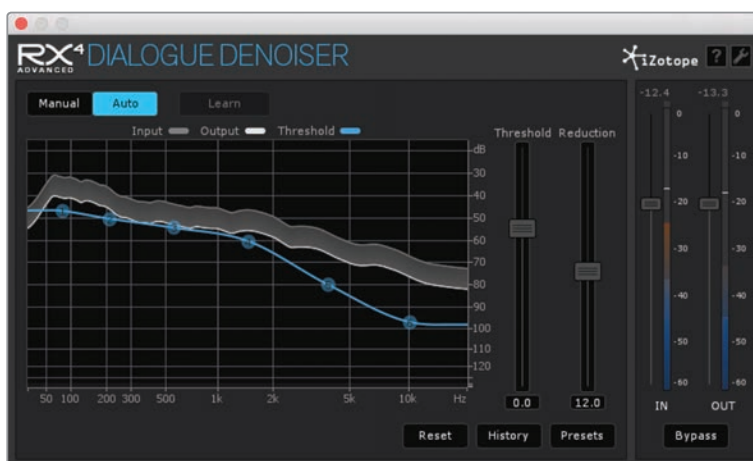 RX4 DIALOGUE DENOISER
ADVANCED
iZotope ?
Manual Auto Learn
Input Output Threshold
Threshold Reduction
dB
-30
-40
-50
-60
-70
-80
-90
-100
-110
-120
50 100 200 300 500 1k 2k 5k 10k Hz
0.0 12.0
Reset History Presets
-12.4 -13.3
0 0
-10 -10
-20 -20
-30 -30
-40 -40
-50 -50
-60 -60
IN OUT
Bypass